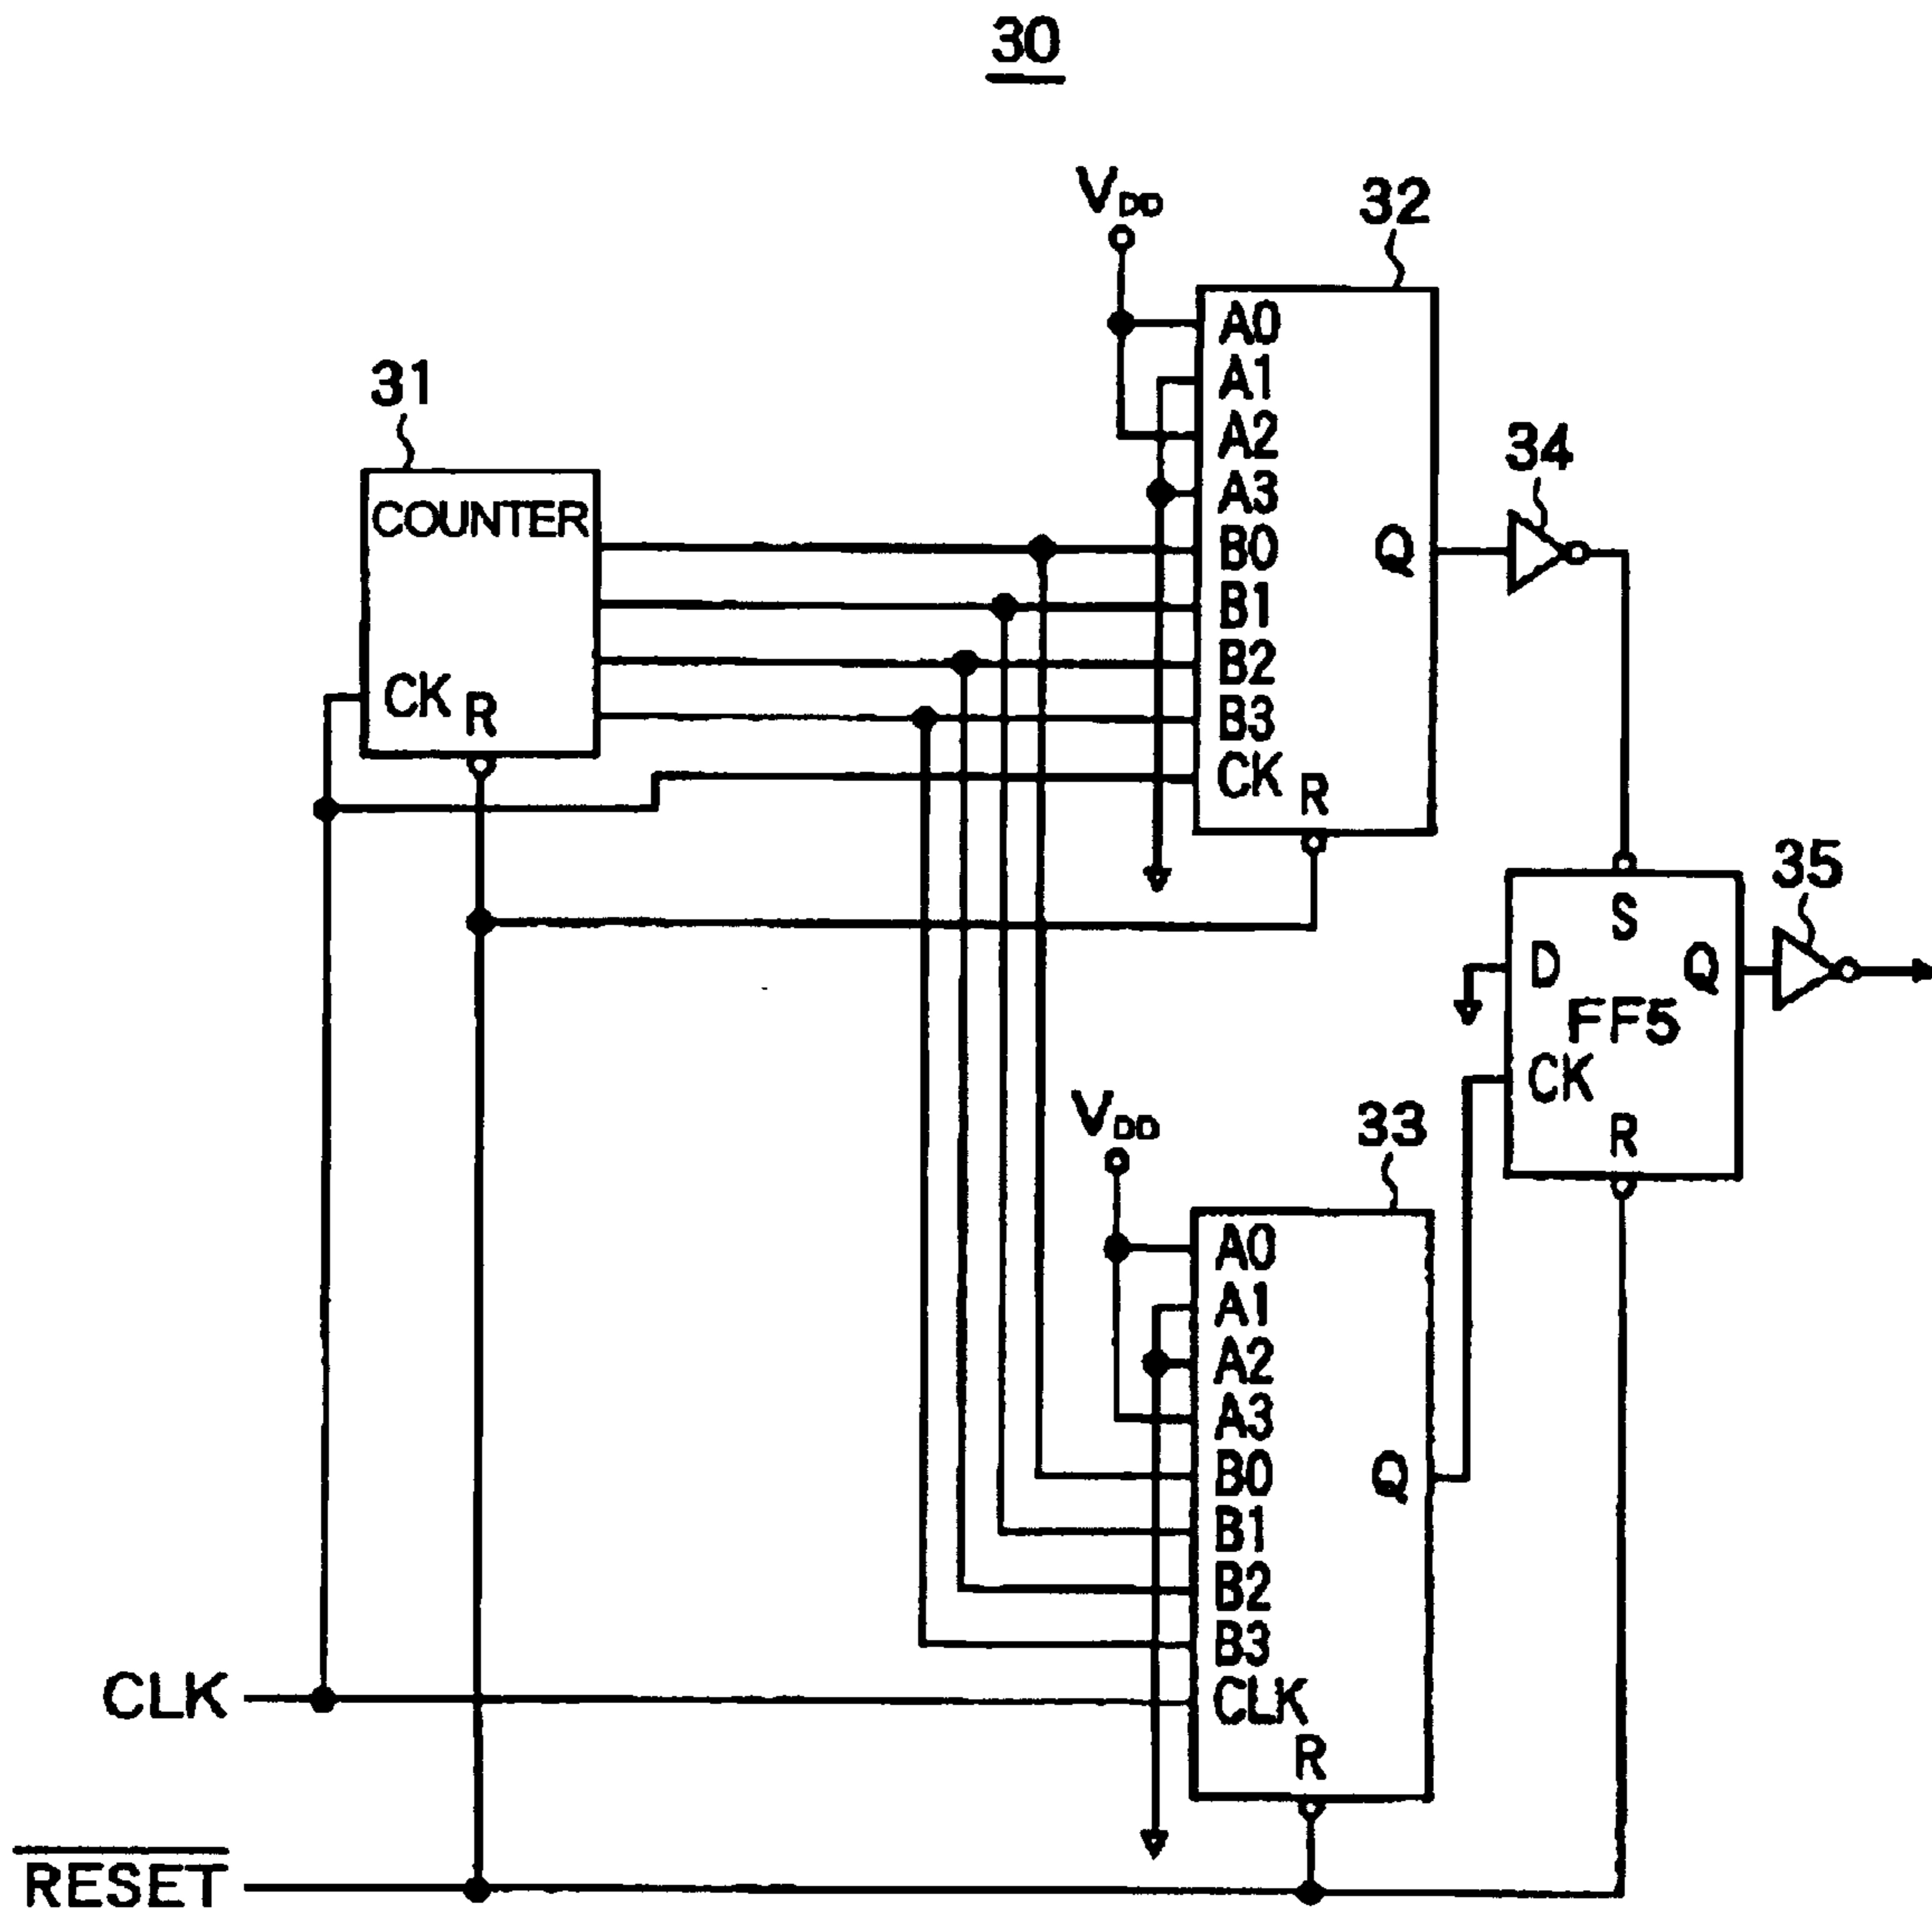 30
VDD
32
A0
A1
A2
A3
B0
B1
B2
B3
CK
R
Q
31
COUNTER
CK
R
34
35
S
D
Q
FF5
CK
R
VDD
33
A0
A1
A2
A3
B0
B1
B2
B3
CLK
R
Q
CLK
RESET